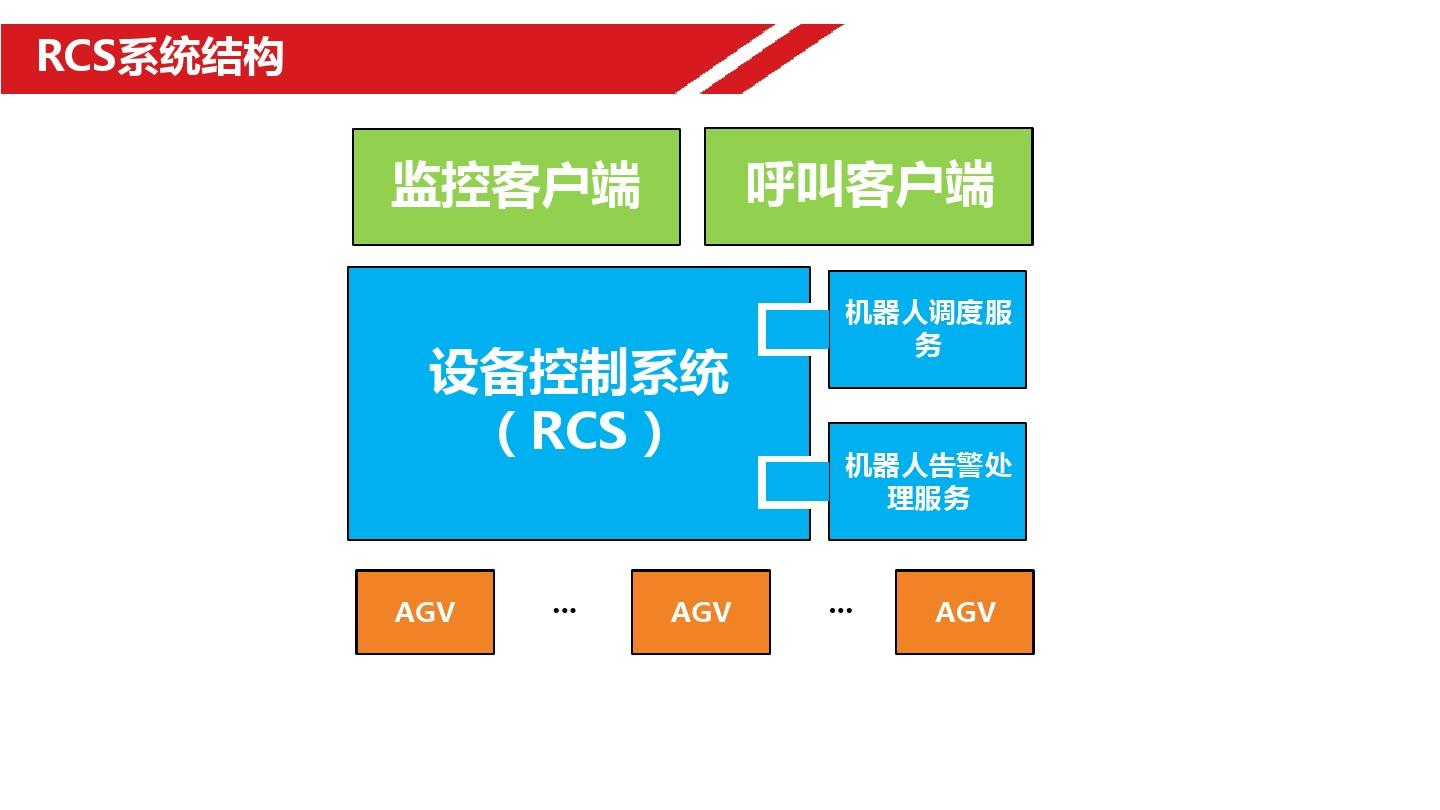 RCS系统结构
监控客户端
呼叫客户端
设备控制系统
（RCS）
机器人调度服
务
机器人告警处
理服务
AGV
...
AGV
...
AGV